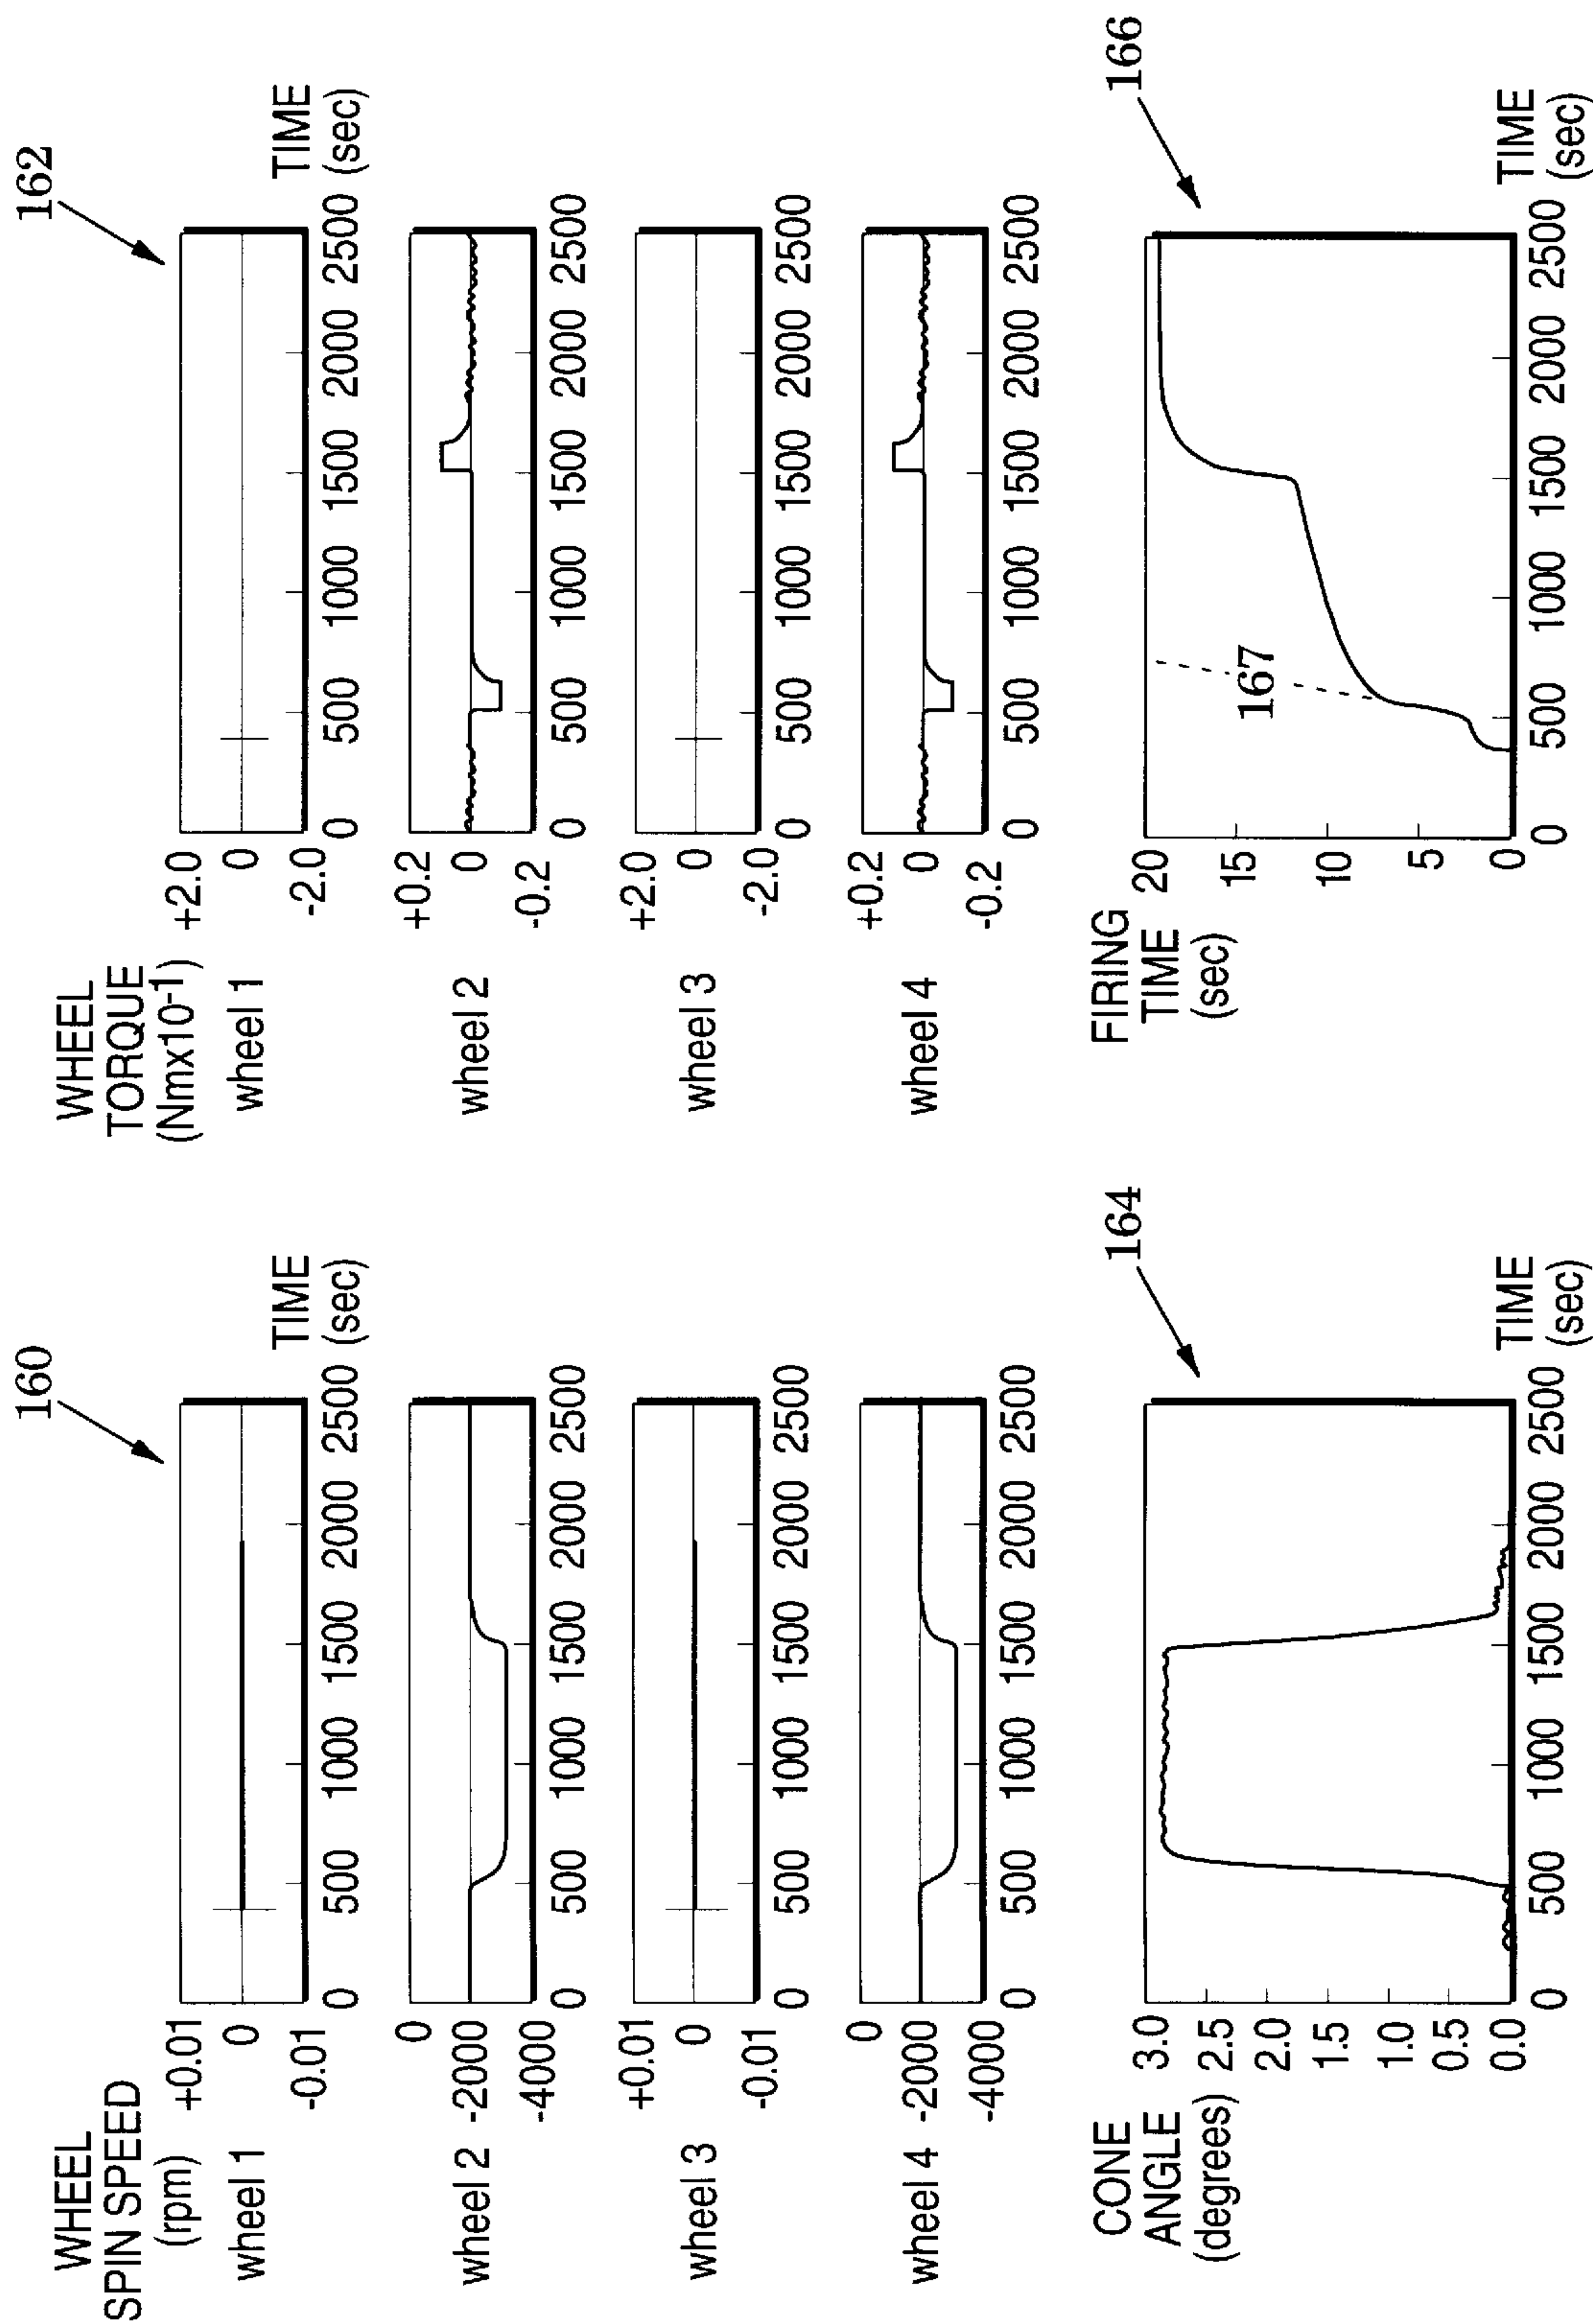 160
WHEEL
SPIN SPEED
(rpm)
wheel 1
+0.01
0
-0.01
0 500 1000 1500 2000 2500
TIME
(sec)
wheel 2
0
-2000
-4000
0 500 1000 1500 2000 2500
wheel 3
+0.01
0
-0.01
0 500 1000 1500 2000 2500
wheel 4
0
-2000
-4000
0 500 1000 1500 2000 2500
162
WHEEL
TORQUE
(Nmx10-1)
wheel 1
+2.0
0
-2.0
0 500 1000 1500 2000 2500
TIME
(sec)
wheel 2
+0.2
0
-0.2
0 500 1000 1500 2000 2500
wheel 3
+2.0
0
-2.0
0 500 1000 1500 2000 2500
wheel 4
+0.2
0
-0.2
0 500 1000 1500 2000 2500
164
CONE
ANGLE
(degrees)
3.0
2.5
2.0
1.5
1.0
0.5
0.0
0 500 1000 1500 2000 2500
TIME
(sec)
166
FIRING
TIME
(sec)
20
15
10
5
0
167
0 500 1000 1500 2000 2500
TIME
(sec)